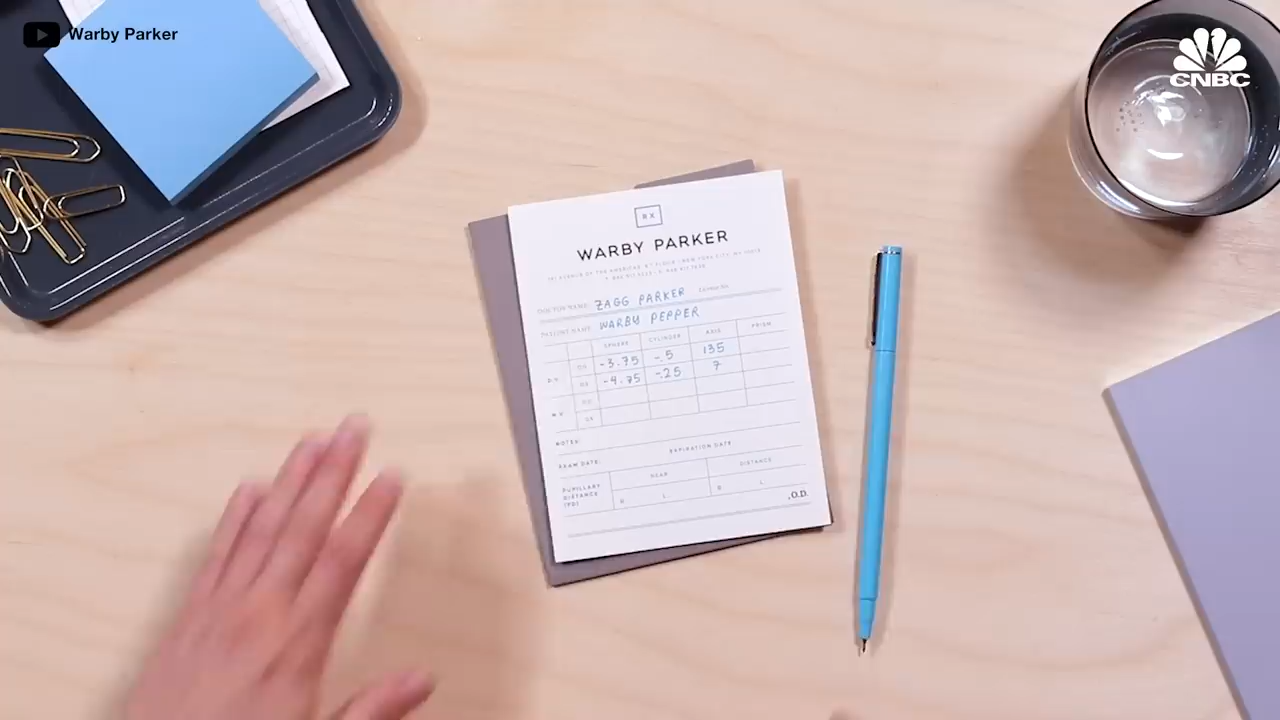 Warby Parker
CNBC
RX
WARBY PARKER
DOCTOR NAME: ZAGG PARKER
PATIENT NAME: WARBY PEPPER
SPHERE CYLINDER AXIS PRISM
D.V. OD -3.75 -.5 135
OS -4.75 -.25 7
N.V. OD
OS
NOTES:
EXAM DATE: EXPIRATION DATE:
PUPILLARY DISTANCE (PD) NEAR DISTANCE
R L R L
, O.D.